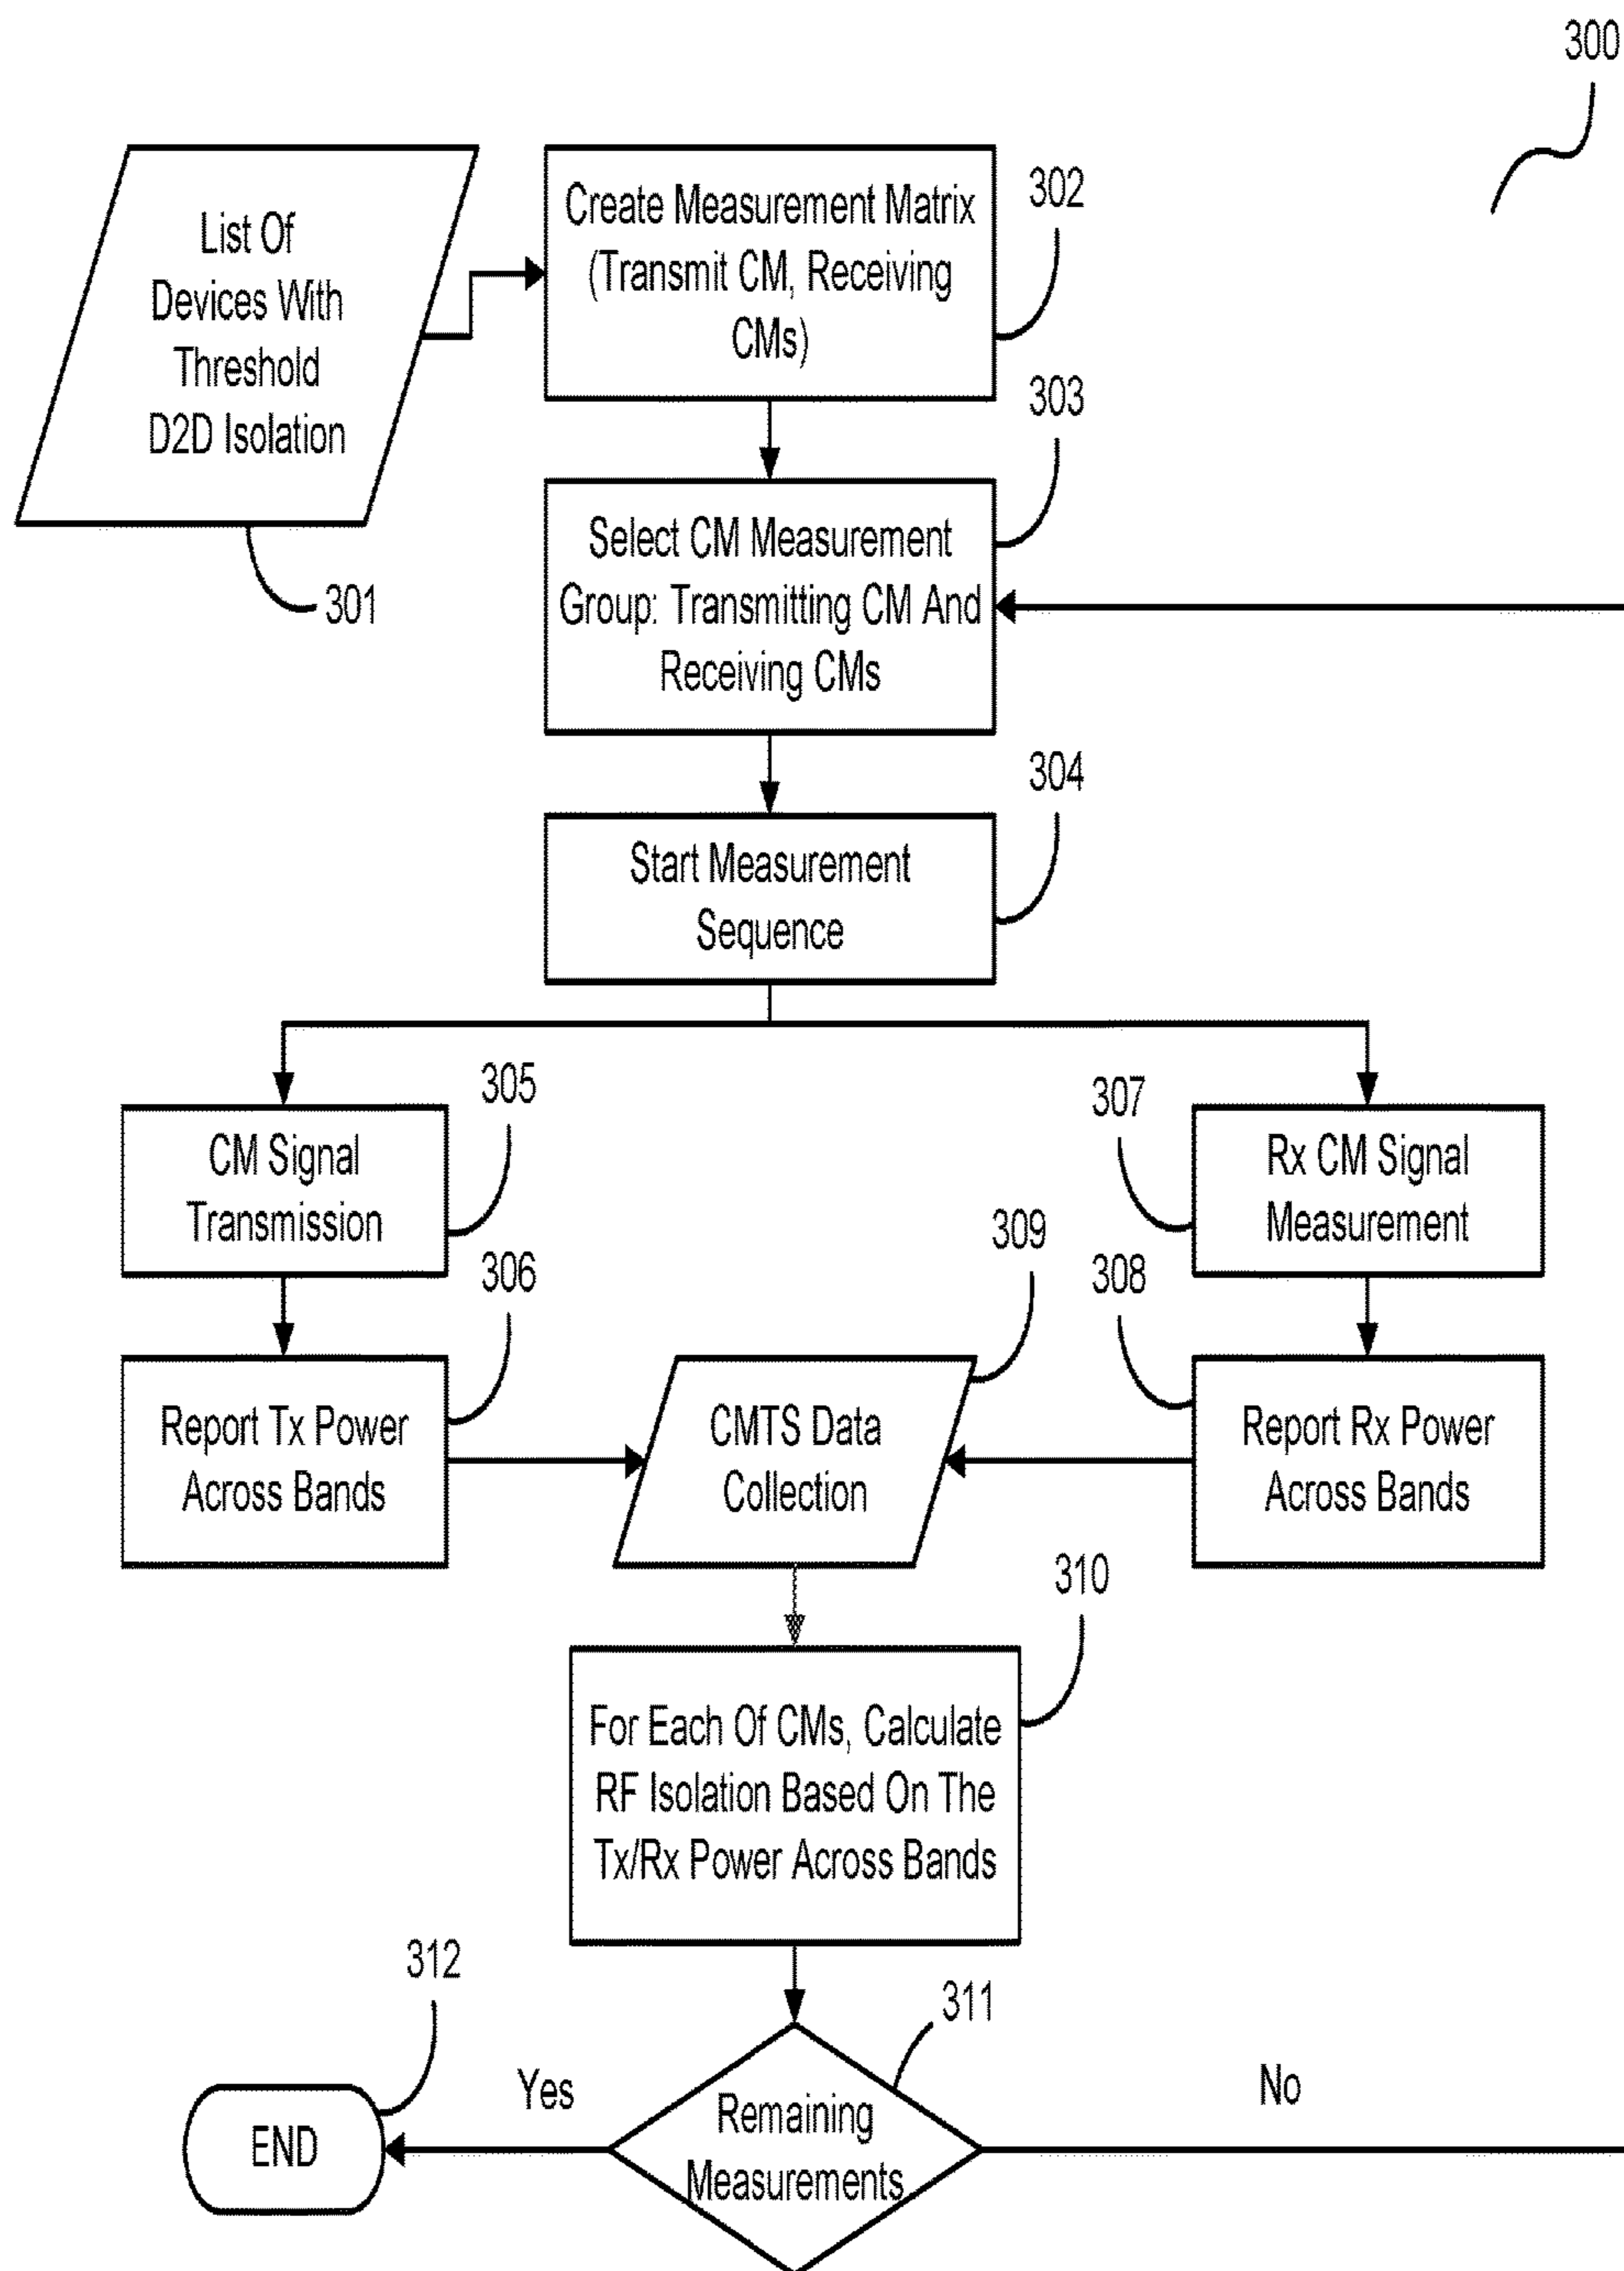 300
List Of
Devices With
Threshold
D2D Isolation
301
Create Measurement Matrix
(Transmit CM, Receiving
CMs)
302
303
Select CM Measurement
Group: Transmitting CM And
Receiving CMs
304
Start Measurement
Sequence
305
CM Signal
Transmission
307
Rx CM Signal
Measurement
306
Report Tx Power
Across Bands
309
CMTS Data
Collection
308
Report Rx Power
Across Bands
310
For Each Of CMs, Calculate
RF Isolation Based On The
Tx/Rx Power Across Bands
312
END
Yes
311
Remaining
Measurements
No